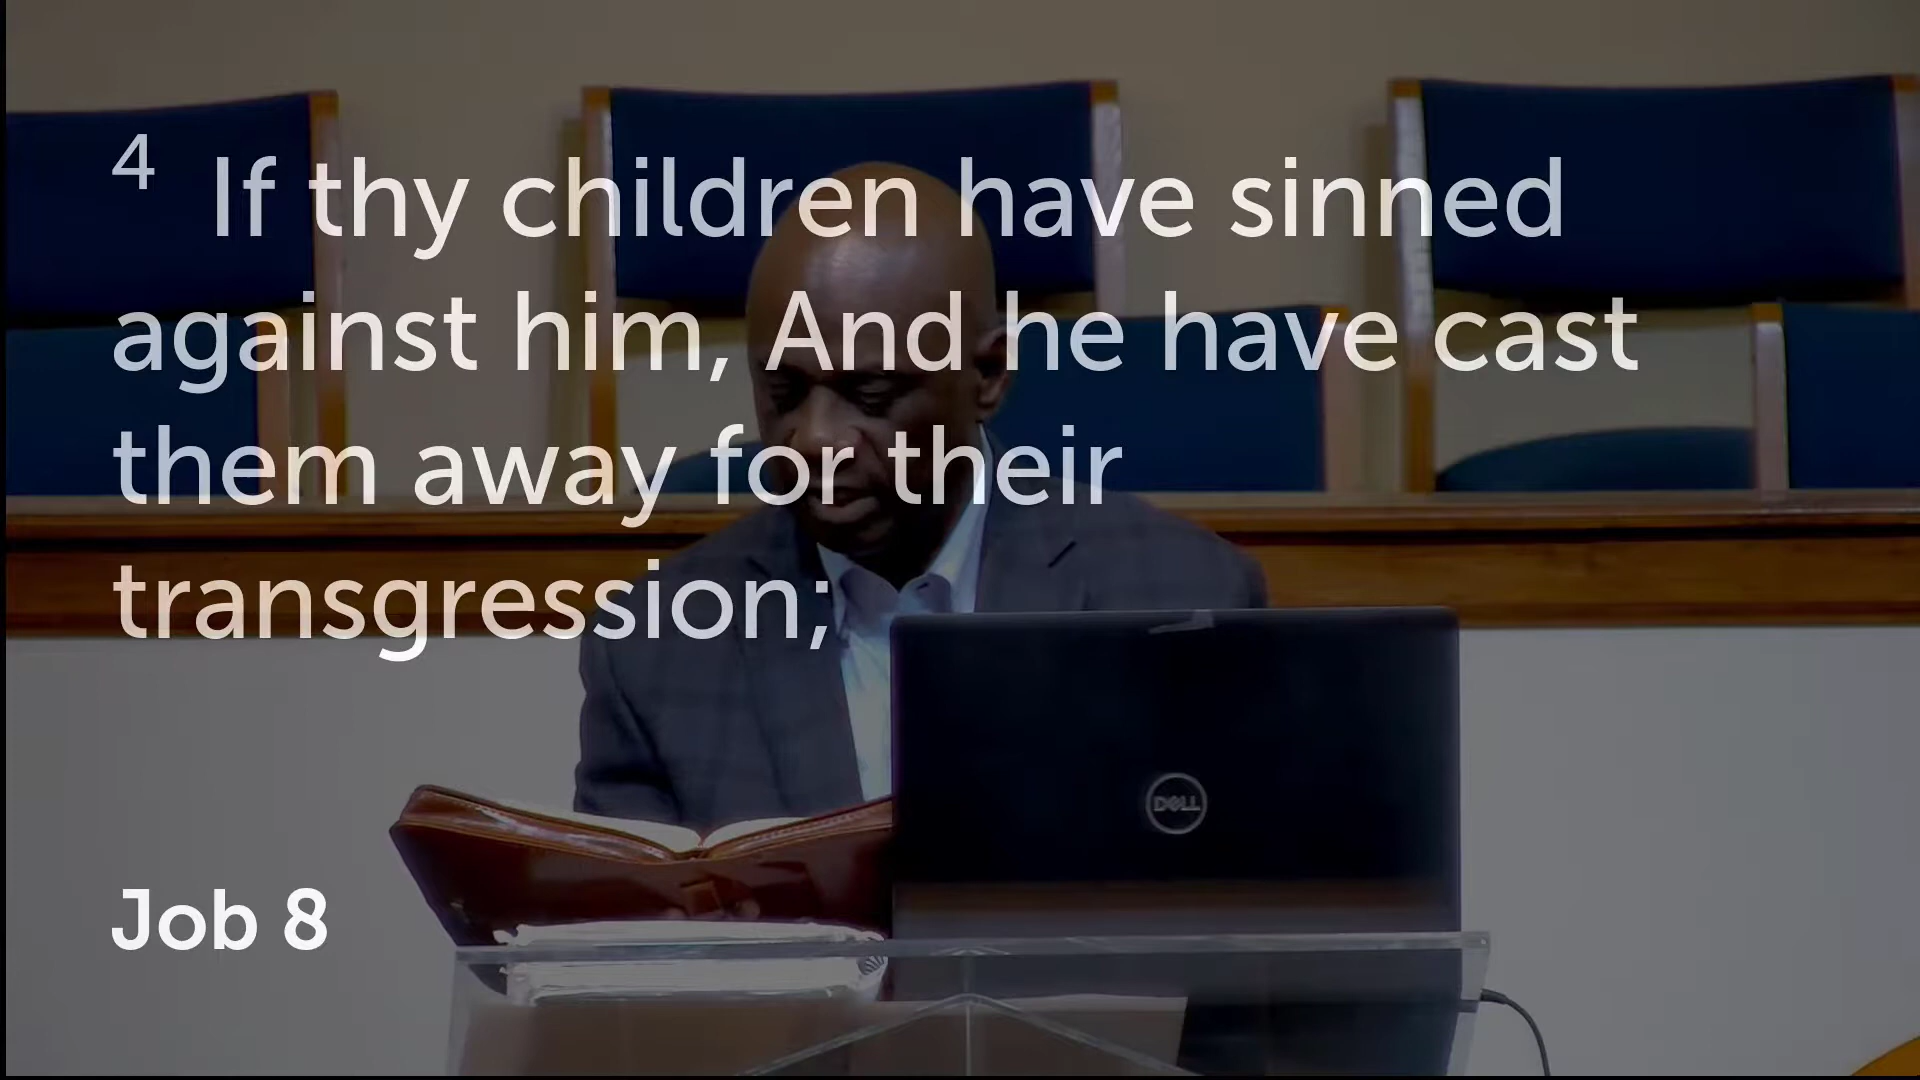 4 If thy children have sinned
against him, And he have cast
them away for their
transgression;
Job 8
DELL